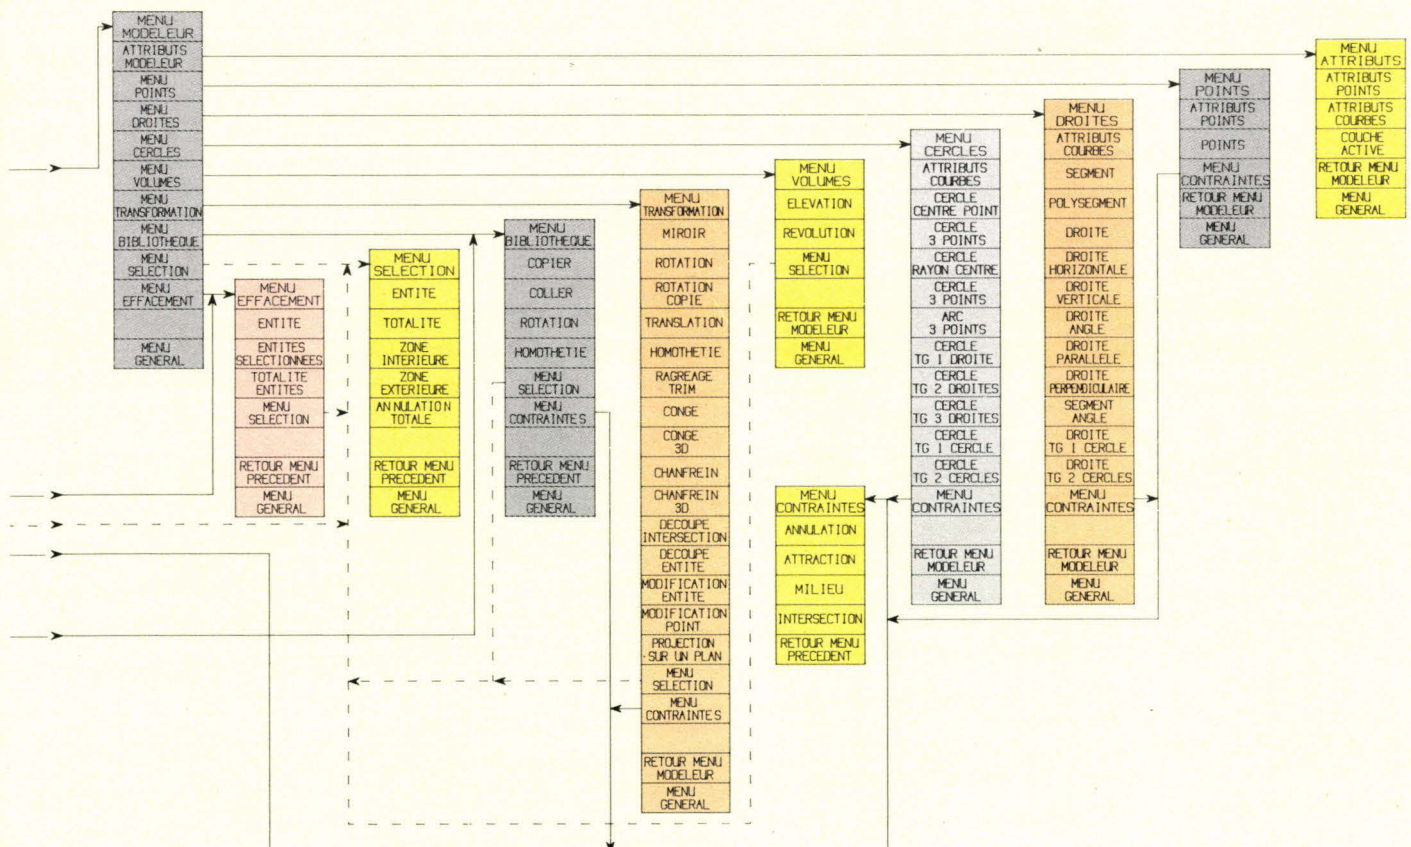 MENU
MODELEUR
ATTRIBUTS
MODELEUR
MENU
POINTS
MENU
DROITES
MENU
CERCLES
MENU
VOLUMES
MENU
TRANSFORMATION
MENU
BIBLIOTHEQUE
MENU
SELECTION
MENU
EFFACEMENT
MENU
GENERAL
MENU
EFFACEMENT
ENTITE
ENTITES
SELECTIONNEES
TOTALITE
ENTITES
MENU
SELECTION
RETOUR MENU
PRECEDENT
MENU
GENERAL
MENU
SELECTION
ENTITE
TOTALITE
ZONE
INTERIEURE
ZONE
EXTERIEURE
ANNULATION
TOTALE
RETOUR MENU
PRECEDENT
MENU
GENERAL
MENU
BIBLIOTHEQUE
COPIER
COLLER
ROTATION
HOMOTHETIE
MENU
SELECTION
MENU
CONTRAINTES
RETOUR MENU
PRECEDENT
MENU
GENERAL
MENU
TRANSFORMATION
MIROIR
ROTATION
ROTATION
COPIE
TRANSLATION
HOMOTHETIE
RAGREAGE
TRIM
CONGE
CONGE
3D
CHANFREIN
CHANFREIN
3D
DECOUPE
INTERSECTION
DECOUPE
ENTITE
MODIFICATION
ENTITE
MODIFICATION
POINT
PROJECTION
SUR UN PLAN
MENU
SELECTION
MENU
CONTRAINTES
RETOUR MENU
MODELEUR
MENU
GENERAL
MENU
VOLUMES
ELEVATION
REVOLUTION
MENU
SELECTION
RETOUR MENU
MODELEUR
MENU
GENERAL
MENU
CONTRAINTES
ANNULATION
ATTRACTION
MILIEU
INTERSECTION
RETOUR MENU
PRECEDENT
MENU
CERCLES
ATTRIBUTS
COURBES
CERCLE
CENTRE POINT
CERCLE
3 POINTS
CERCLE
RAYON CENTRE
CERCLE
3 POINTS
ARC
3 POINTS
CERCLE
TG 1 DROITE
CERCLE
TG 2 DROITES
CERCLE
TG 3 DROITES
CERCLE
TG 1 CERCLE
CERCLE
TG 2 CERCLES
MENU
CONTRAINTES
RETOUR MENU
MODELEUR
MENU
GENERAL
MENU
DROITES
ATTRIBUTS
COURBES
SEGMENT
POLYSEGMENT
DROITE
DROITE
HORIZONTALE
DROITE
VERTICALE
DROITE
ANGLE
DROITE
PARALLELE
DROITE
PERPENDICULAIRE
SEGMENT
ANGLE
DROITE
TG 1 CERCLE
DROITE
TG 2 CERCLES
MENU
CONTRAINTES
RETOUR MENU
MODELEUR
MENU
GENERAL
MENU
POINTS
ATTRIBUTS
POINTS
POINTS
MENU
CONTRAINTES
RETOUR MENU
MODELEUR
MENU
GENERAL
MENU
ATTRIBUTS
ATTRIBUTS
POINTS
ATTRIBUTS
COURBES
COUCHE
ACTIVE
RETOUR MENU
MODELEUR
MENU
GENERAL